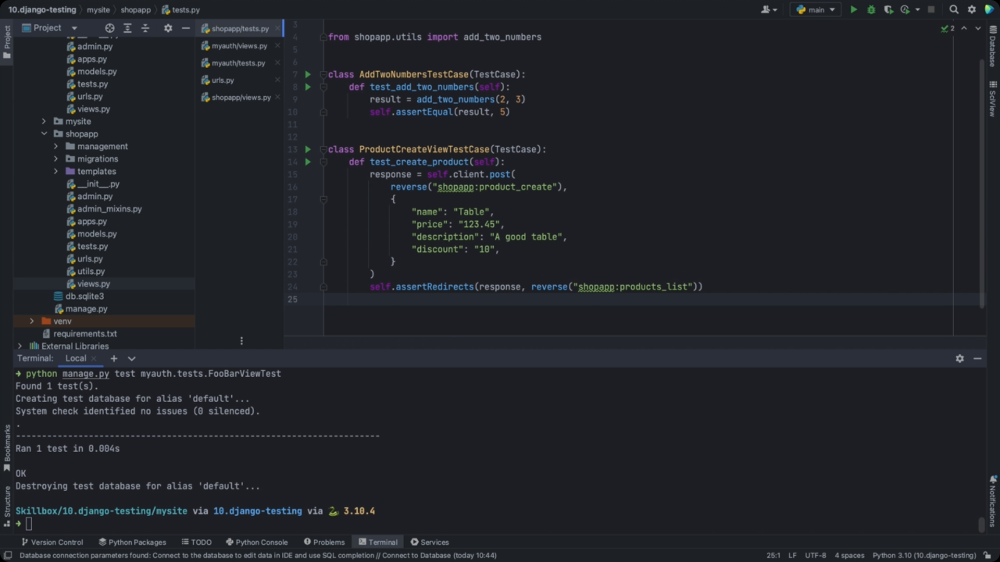 10.django-testing
mysite
shopapp
tests.py
main
Project
Project
admin.py
apps.py
models.py
tests.py
urls.py
views.py
mysite
shopapp
management
migrations
templates
__init__.py
admin.py
admin_mixins.py
apps.py
models.py
tests.py
urls.py
utils.py
views.py
db.sqlite3
manage.py
venv
requirements.txt
External Libraries
shopapp/tests.py
myauth/views.py
myauth/tests.py
urls.py
shopapp/views.py
3
4 from shopapp.utils import add_two_numbers
5
6
7 class AddTwoNumbersTestCase(TestCase):
8 def test_add_two_numbers(self):
9 result = add_two_numbers(2, 3)
10 self.assertEqual(result, 5)
11
12
13 class ProductCreateViewTestCase(TestCase):
14 def test_create_product(self):
15 response = self.client.post(
16 reverse("shopapp:product_create"),
17 {
18 "name": "Table",
19 "price": "123.45",
20 "description": "A good table",
21 "discount": "10",
22 }
23 )
24 self.assertRedirects(response, reverse("shopapp:products_list"))
25
2
Database
SciView
Notifications
Terminal: Local
python manage.py test myauth.tests.FooBarViewTest
Found 1 test(s).
Creating test database for alias 'default'...
System check identified no issues (0 silenced).
.
----------------------------------------------------------------------
Ran 1 test in 0.004s
OK
Destroying test database for alias 'default'...
Skillbox/10.django-testing/mysite via 10.django-testing via 3.10.4
Bookmarks
Structure
Version Control
Python Packages
TODO
Python Console
Problems
Terminal
Services
Database connection parameters found: Connect to the database to edit data in IDE and use SQL completion // Connect to Database (today 10:44)
25:1 LF UTF-8 4 spaces Python 3.10 (10.django-testing)